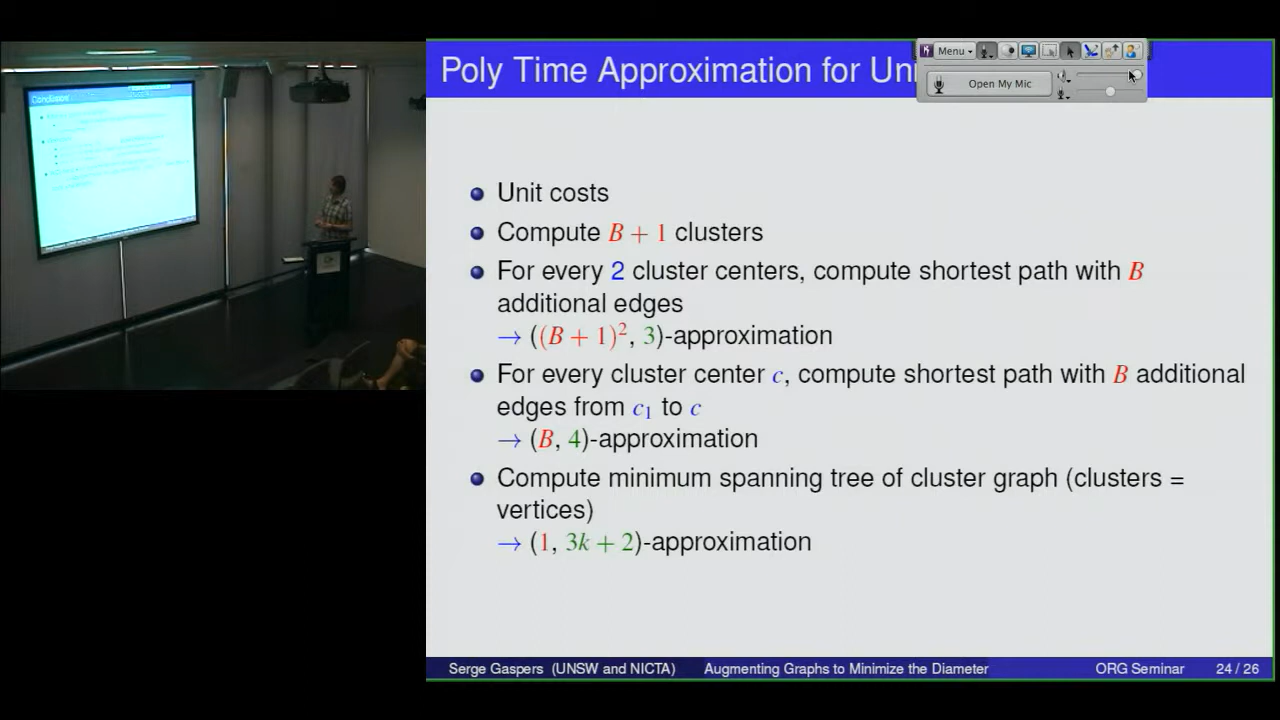 Poly Time Approximation for Uni
Menu
Open My Mic
Conclusion
Unit costs
Compute B + 1 clusters
For every 2 cluster centers, compute shortest path with B
additional edges
→ ((B + 1)², 3)-approximation
For every cluster center c, compute shortest path with B additional
edges from c₁ to c
→ (B, 4)-approximation
Compute minimum spanning tree of cluster graph (clusters =
vertices)
→ (1, 3k + 2)-approximation
Serge Gaspers (UNSW and NICTA) Augmenting Graphs to Minimize the Diameter ORG Seminar 24 / 26